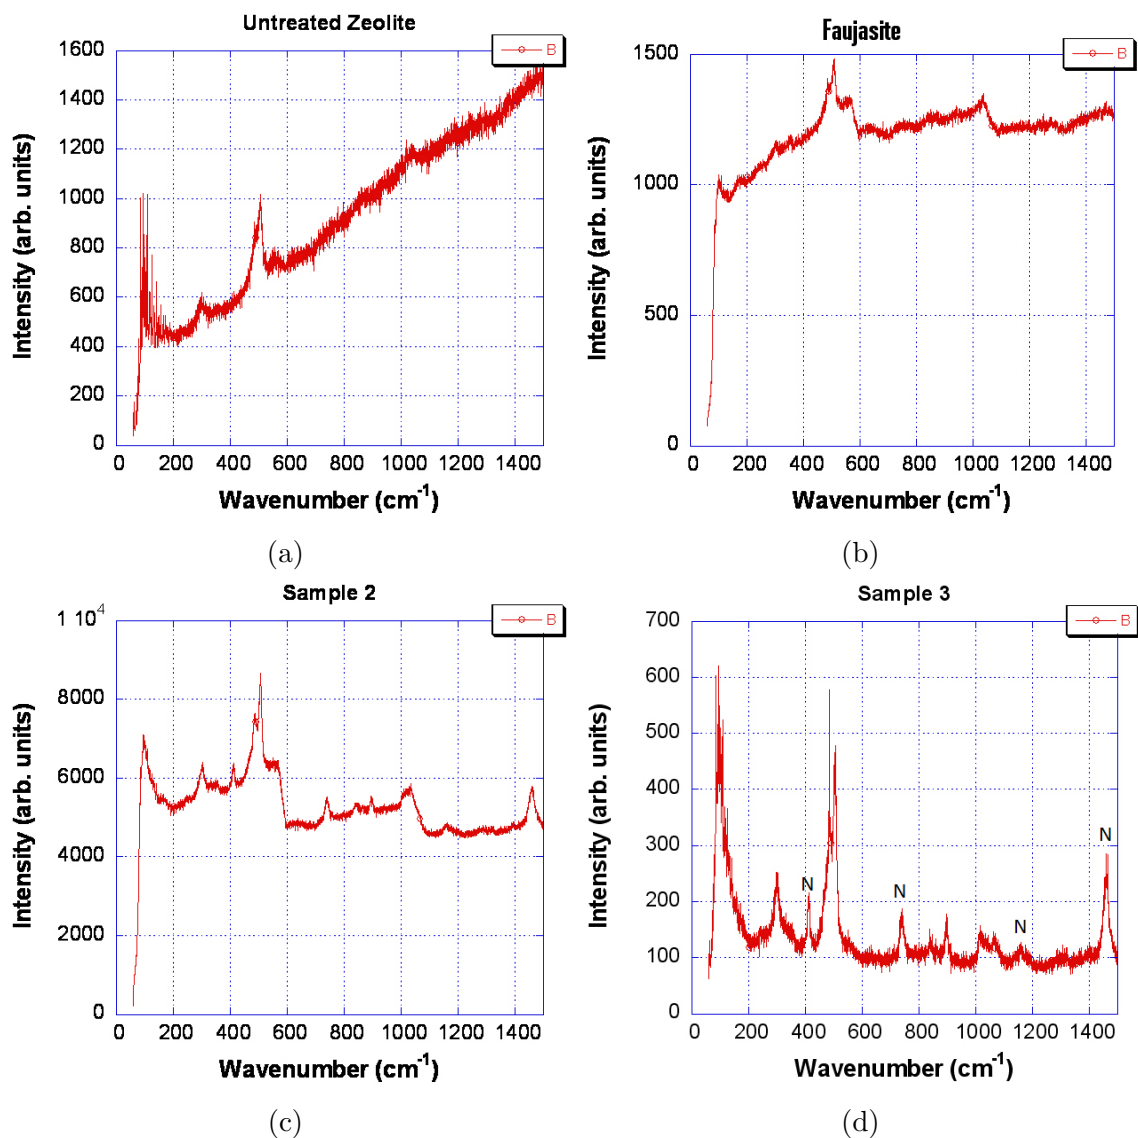 Untreated Zeolite
B
1600
1400
1200
1000
800
600
400
200
0
Intensity (arb. units)
0 200 400 600 800 1000 1200 1400
Wavenumber (cm-1)
(a)
Faujasite
B
1500
1000
500
0
Intensity (arb. units)
0 200 400 600 800 1000 1200 1400
Wavenumber (cm-1)
(b)
Sample 2
B
1 104
8000
6000
4000
2000
0
Intensity (arb. units)
0 200 400 600 800 1000 1200 1400
Wavenumber (cm-1)
(c)
Sample 3
B
700
600
500
400
300
200
100
0
Intensity (arb. units)
N
N
N
N
0 200 400 600 800 1000 1200 1400
Wavenumber (cm-1)
(d)